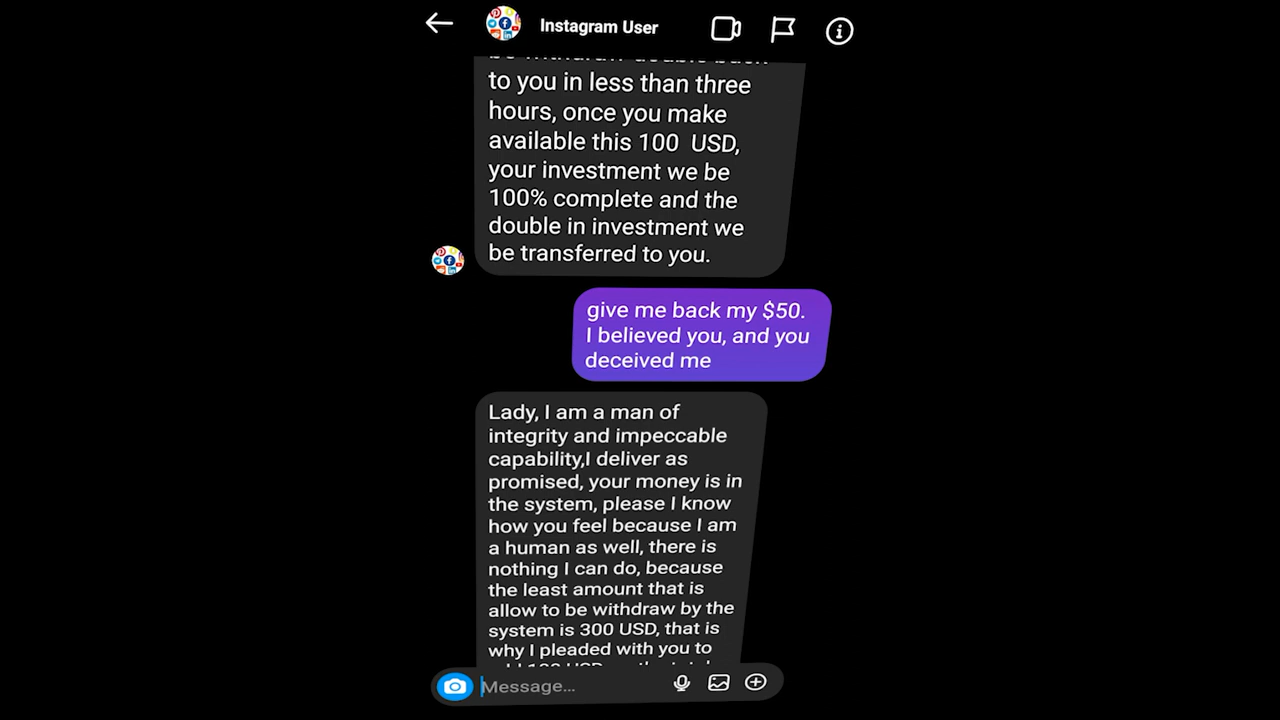 Instagram User
to you in less than three
hours, once you make
available this 100 USD,
your investment we be
100% complete and the
double in investment we
be transferred to you.
give me back my $50.
I believed you, and you
deceived me
Lady, I am a man of
integrity and impeccable
capability,I deliver as
promised, your money is in
the system, please I know
how you feel because I am
a human as well, there is
nothing I can do, because
the least amount that is
allow to be withdraw by the
system is 300 USD, that is
why I pleaded with you to
Message...